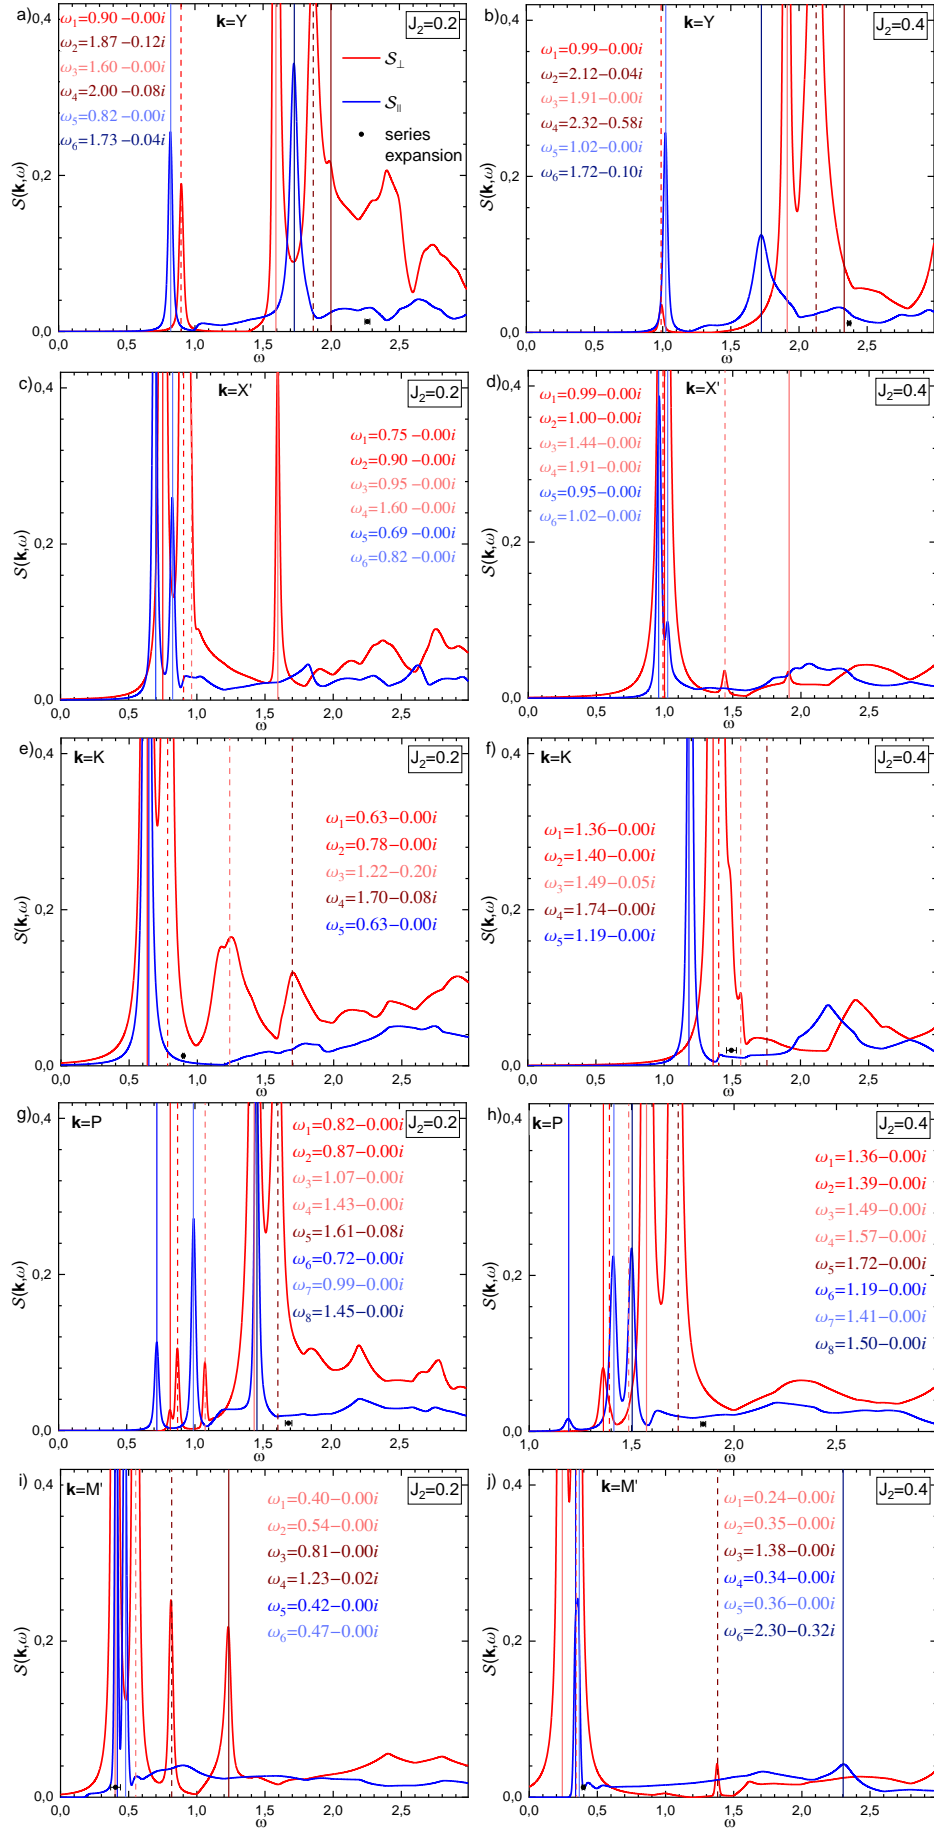 a)
0,4
k=Y
J₂=0.2
ω₁=0.90 -0.00i
ω₂=1.87-0.12i
ω₃=1.60 -0.00i
ω₄=2.00-0.08i
ω₅=0.82 -0.00i
ω₆=1.73-0.04i
S⊥
S∥
series
expansion
S(k,ω)
0,2
0,0
0,0 0,5 1,0 1,5 2,0 2,5
ω
b)
0,4
k=Y
J₂=0.4
ω₁=0.99-0.00i
ω₂=2.12-0.04i
ω₃=1.91-0.00i
ω₄=2.32-0.58i
ω₅=1.02-0.00i
ω₆=1.72-0.10i
S(k,ω)
0,2
0,0
0,0 0,5 1,0 1,5 2,0 2,5
ω
c)
0,4
k=X'
J₂=0.2
ω₁=0.75 -0.00i
ω₂=0.90 -0.00i
ω₃=0.95 -0.00i
ω₄=1.60 -0.00i
ω₅=0.69 -0.00i
ω₆=0.82 -0.00i
S(k,ω)
0,2
0,0
0,0 0,5 1,0 1,5 2,0 2,5
ω
d)
0,4
k=X'
J₂=0.4
ω₁=0.99-0.00i
ω₂=1.00-0.00i
ω₃=1.44-0.00i
ω₄=1.91-0.00i
ω₅=0.95-0.00i
ω₆=1.02-0.00i
S(k,ω)
0,2
0,0
0,0 0,5 1,0 1,5 2,0 2,5
ω
e)
0,4
k=K
J₂=0.2
ω₁=0.63-0.00i
ω₂=0.78-0.00i
ω₃=1.22-0.20i
ω₄=1.70-0.08i
ω₅=0.63-0.00i
S(k,ω)
0,2
0,0
0,0 0,5 1,0 1,5 2,0 2,5
ω
f)
0,4
k=K
J₂=0.4
ω₁=1.36-0.00i
ω₂=1.40-0.00i
ω₃=1.49-0.05i
ω₄=1.74-0.00i
ω₅=1.19-0.00i
S(k,ω)
0,2
0,0
0,0 0,5 1,0 1,5 2,0 2,5
ω
g)
0,4
k=P
J₂=0.2
ω₁=0.82-0.00i
ω₂=0.87-0.00i
ω₃=1.07-0.00i
ω₄=1.43-0.00i
ω₅=1.61-0.08i
ω₆=0.72-0.00i
ω₇=0.99-0.00i
ω₈=1.45-0.00i
S(k,ω)
0,2
0,0
0,0 0,5 1,0 1,5 2,0 2,5
ω
h)
0,4
k=P
J₂=0.4
ω₁=1.36-0.00i
ω₂=1.39-0.00i
ω₃=1.49-0.00i
ω₄=1.57-0.00i
ω₅=1.72-0.00i
ω₆=1.19-0.00i
ω₇=1.41-0.00i
ω₈=1.50-0.00i
S(k,ω)
0,2
0,0
1,0 1,5 2,0 2,5
ω
i)
0,4
k=M'
J₂=0.2
ω₁=0.40-0.00i
ω₂=0.54-0.00i
ω₃=0.81-0.00i
ω₄=1.23-0.02i
ω₅=0.42-0.00i
ω₆=0.47-0.00i
S(k,ω)
0,2
0,0
0,0 0,5 1,0 1,5 2,0 2,5
ω
j)
0,4
k=M'
J₂=0.4
ω₁=0.24-0.00i
ω₂=0.35-0.00i
ω₃=1.38-0.00i
ω₄=0.34-0.00i
ω₅=0.36-0.00i
ω₆=2.30-0.32i
S(k,ω)
0,2
0,0
0,0 0,5 1,0 1,5 2,0 2,5
ω